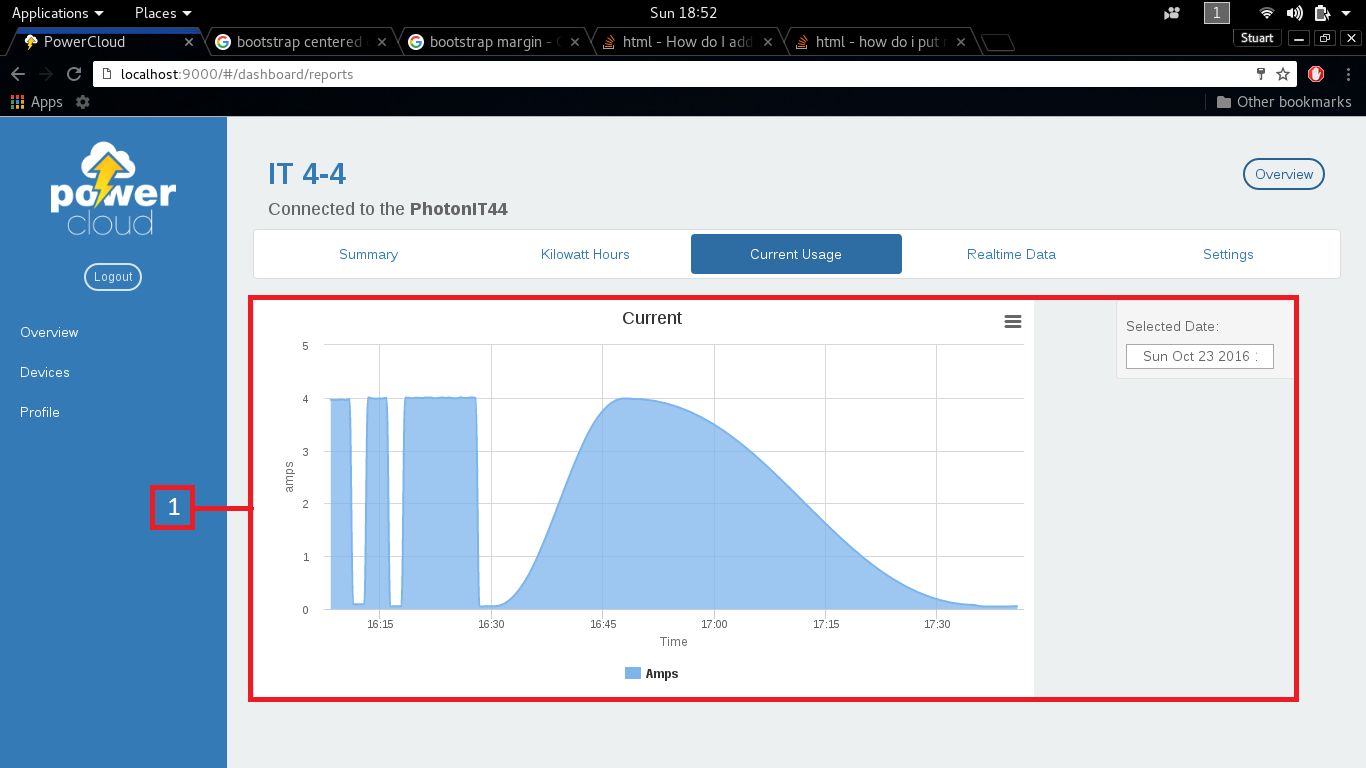 Applications Places Sun 18:52 1
PowerCloud bootstrap centered bootstrap margin - html - How do I add html - how do i put Stuart
localhost:9000/#/dashboard/reports
Apps Other bookmarks
power
cloud
Logout
Overview
Devices
Profile
IT 4-4 Overview
Connected to the PhotonIT44
Summary Kilowatt Hours Current Usage Realtime Data Settings
Current
Selected Date:
Sun Oct 23 2016
5
4
3
2
1
0
amps
16:15 16:30 16:45 17:00 17:15 17:30
Time
Amps
1